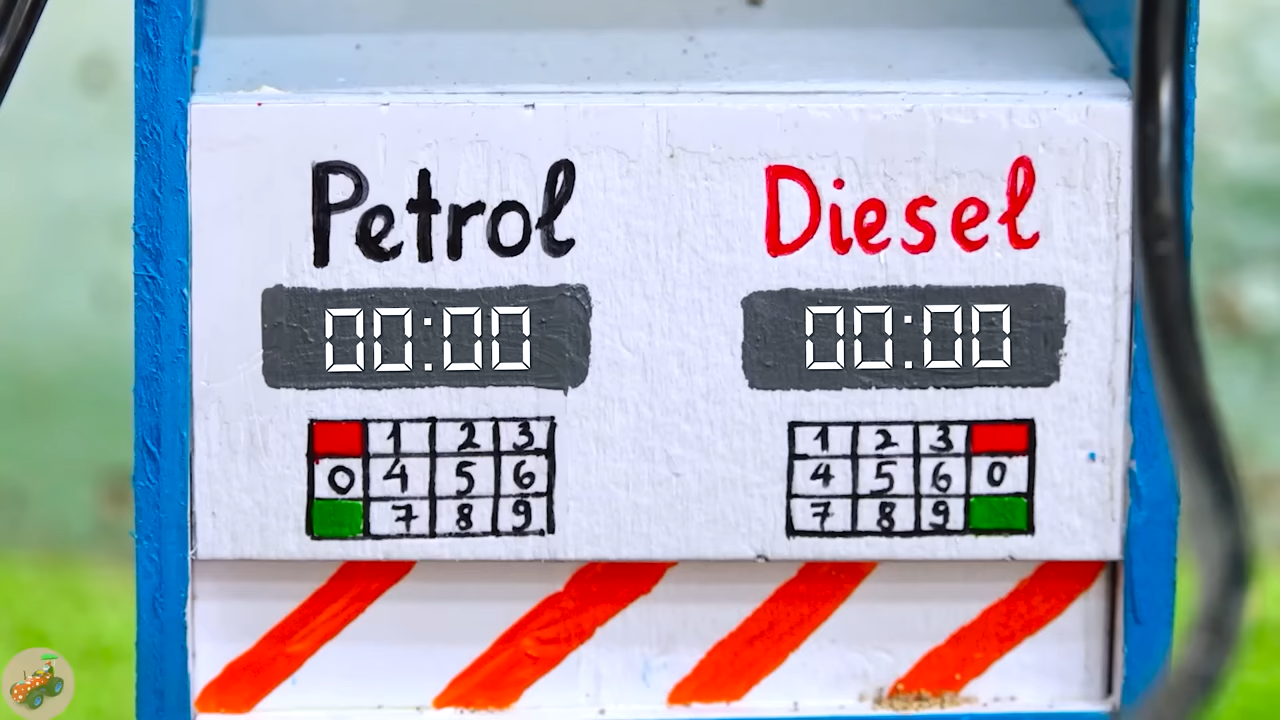 Petrol Diesel
00:00 00:00
1 2 3 1 2 3
0 4 5 6 4 5 6 0
7 8 9 7 8 9